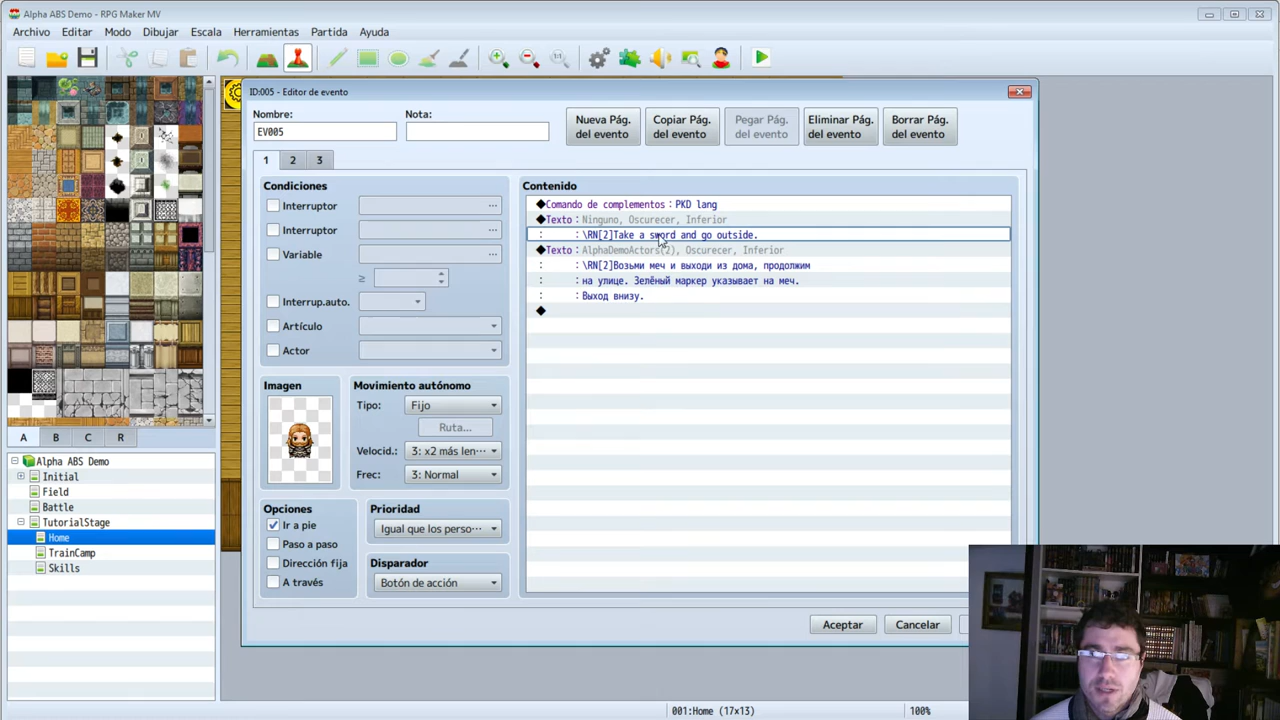 Alpha ABS Demo - RPG Maker MV
Archivo Editar Modo Dibujar Escala Herramientas Partida Ayuda
ID:005 - Editor de evento
Nombre:
EV005
Nota:
Nueva Pág. del evento
Copiar Pág. del evento
Pegar Pág. del evento
Eliminar Pág. del evento
Borrar Pág. del evento
1 2 3
Condiciones
Interruptor ...
Interruptor ...
Variable ...
≥
Interrup.auto.
Artículo
Actor
Imagen
Movimiento autónomo
Tipo: Fijo
Ruta...
Velocid.: 3: x2 más len···
Frec: 3: Normal
Opciones
Ir a pie
Paso a paso
Dirección fija
A través
Prioridad
Igual que los perso···
Disparador
Botón de acción
Contenido
◆Comando de complementos：PKD lang
◆Texto：Ninguno, Oscurecer, Inferior
：     ：\RN[2]Take a sword and go outside.
◆Texto：AlphaDemoActors(2), Oscurecer, Inferior
：     ：\RN[2]Возьми меч и выходи из дома, продолжим
：     ：на улице. Зелёный маркер указывает на меч.
：     ：Выход внизу.
◆
Aceptar Cancelar
A B C R
Alpha ABS Demo
Initial
Field
Battle
TutorialStage
Home
TrainCamp
Skills
001:Home (17x13) 100%